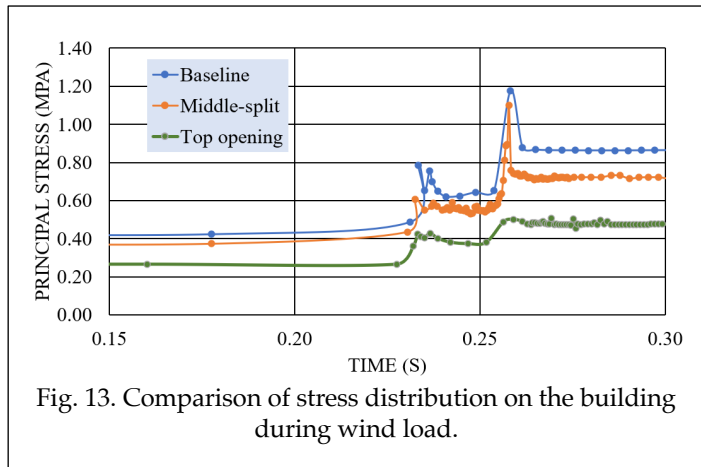 1.40
1.20
1.00
0.80
0.60
0.40
0.20
0.00
PRINCIPAL STRESS (MPA)
Baseline
Middle-split
Top opening
0.15 0.20 0.25 0.30
TIME (S)
Fig. 13. Comparison of stress distribution on the building
during wind load.